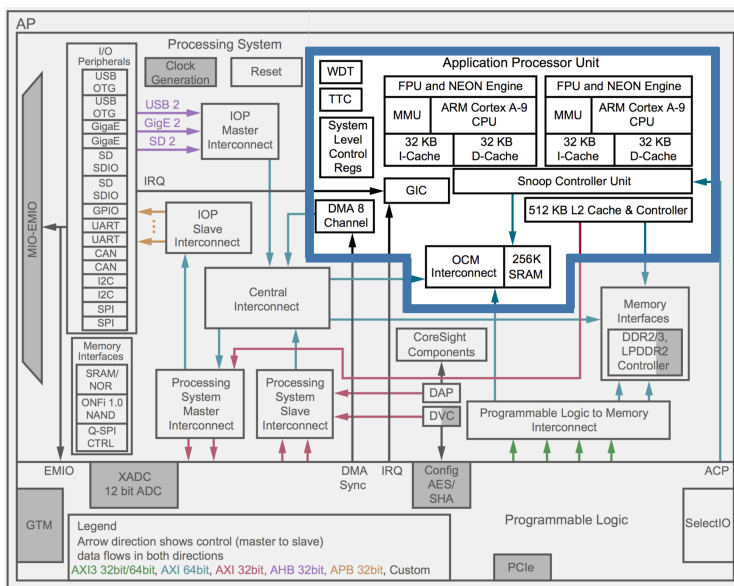 AP
Processing System
I/O
Peripherals
USB
OTG
USB
OTG
GigaE
GigaE
SD
SDIO
SD
SDIO
GPIO
UART
UART
CAN
CAN
I2C
I2C
SPI
SPI
MIO-EMIO
Clock
Generation
Reset
USB 2
GigE 2
SD 2
IOP
Master
Interconnect
IRQ
IOP
Slave
Interconnect
Application Processor Unit
WDT
TTC
System
Level
Control
Regs
FPU and NEON Engine
MMU
ARM Cortex A-9
CPU
32 KB
I-Cache
32 KB
D-Cache
FPU and NEON Engine
MMU
ARM Cortex A-9
CPU
32 KB
I-Cache
32 KB
D-Cache
GIC
Snoop Controller Unit
DMA 8
Channel
512 KB L2 Cache & Controller
OCM
Interconnect
256K
SRAM
Central
Interconnect
Memory
Interfaces
DDR2/3,
LPDDR2
Controller
CoreSight
Components
Memory
Interfaces
SRAM/
NOR
ONFi 1.0
NAND
Q-SPI
CTRL
Processing
System
Master
Interconnect
Processing
System
Slave
Interconnect
DAP
DVC
Programmable Logic to Memory
Interconnect
EMIO
XADC
12 bit ADC
DMA
Sync
IRQ
Config
AES/
SHA
ACP
GTM
Legend
Arrow direction shows control (master to slave)
data flows in both directions
AXI3 32bit/64bit, AXI 64bit, AXI 32bit, AHB 32bit, APB 32bit, Custom
Programmable Logic
PCIe
SelectIO